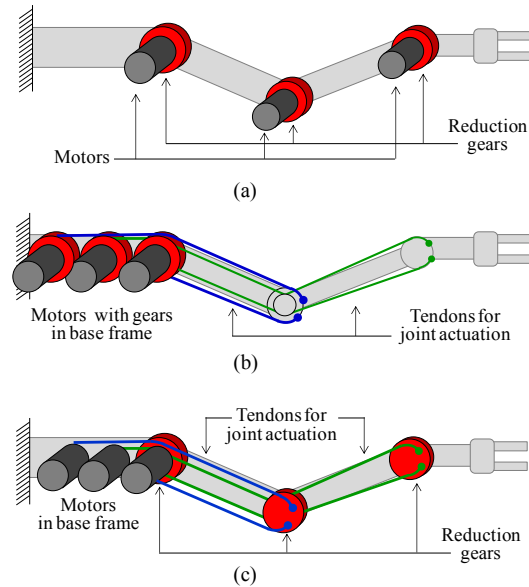 Motors
Reduction
gears
(a)
Motors with gears
in base frame
Tendons for
joint actuation
(b)
Tendons for
joint actuation
Motors
in base frame
Reduction
gears
(c)